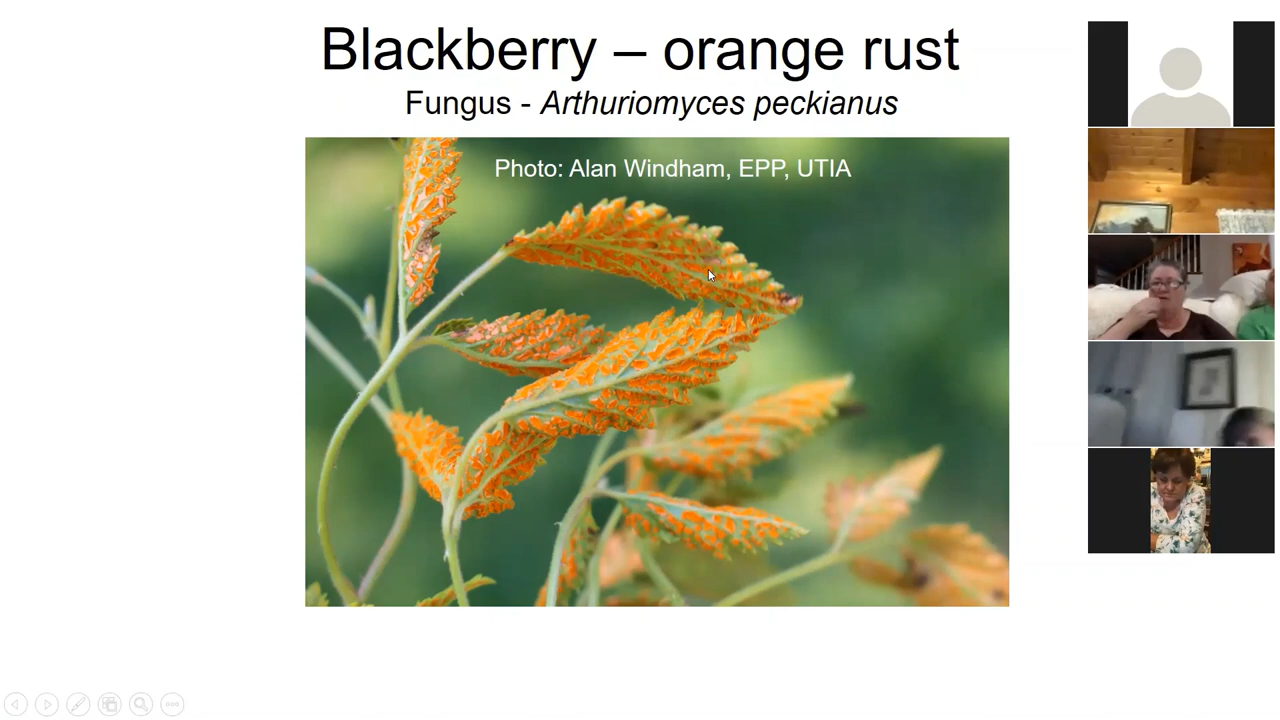 Blackberry – orange rust
Fungus - Arthuriomyces peckianus
Photo: Alan Windham, EPP, UTIA